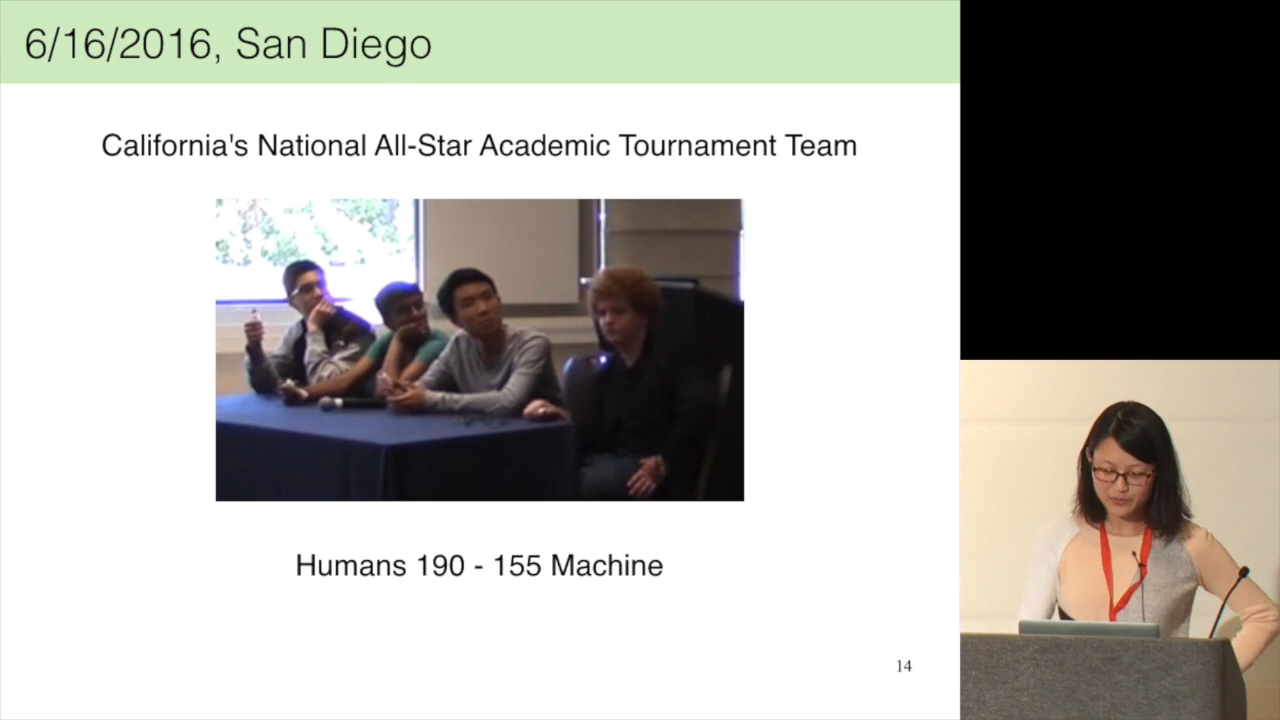 6/16/2016, San Diego
California's National All-Star Academic Tournament Team
Humans 190 - 155 Machine
14